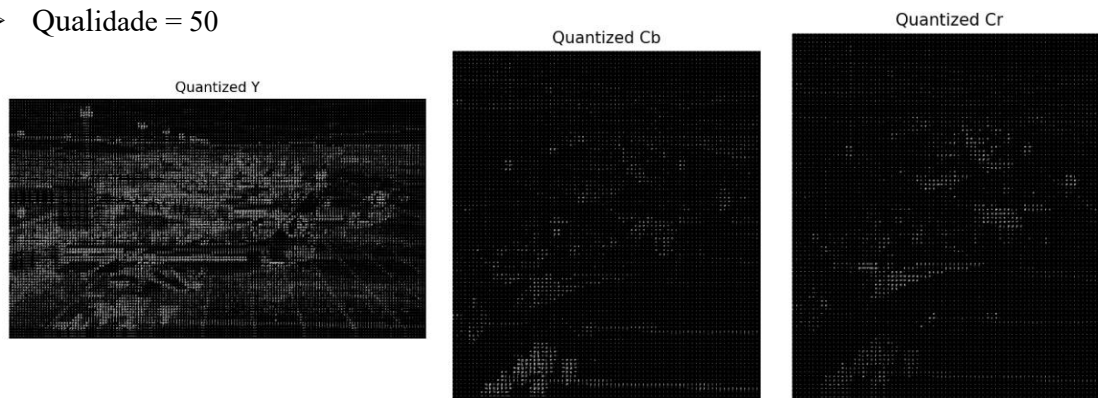 ➢ Qualidade = 50
Quantized Y
Quantized Cb
Quantized Cr